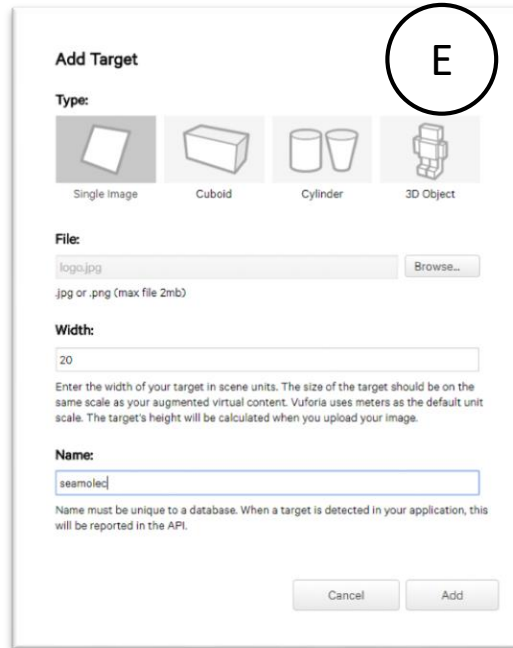 Add Target
E
Type:
Single Image Cuboid Cylinder 3D Object
File:
logo.jpg Browse...
.jpg or .png (max file 2mb)
Width:
20
Enter the width of your target in scene units. The size of the target should be on the
same scale as your augmented virtual content. Vuforia uses meters as the default unit
scale. The target's height will be calculated when you upload your image.
Name:
seamolec
Name must be unique to a database. When a target is detected in your application, this
will be reported in the API.
Cancel Add